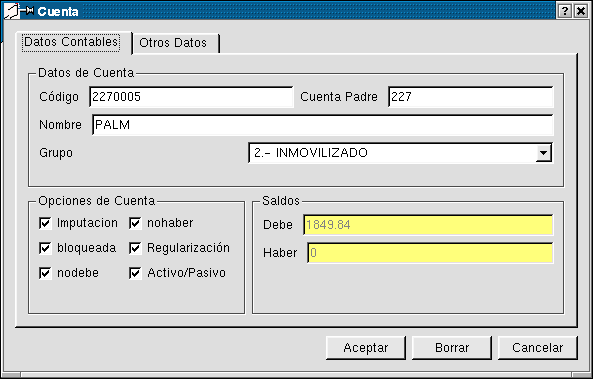 Cuenta
Datos Contables Otros Datos
Datos de Cuenta
Código 2270005 Cuenta Padre 227
Nombre PALM
Grupo 2.- INMOVILIZADO
Opciones de Cuenta
Imputacion nohaber
bloqueada Regularización
nodebe Activo/Pasivo
Saldos
Debe 1849.84
Haber 0
Aceptar Borrar Cancelar